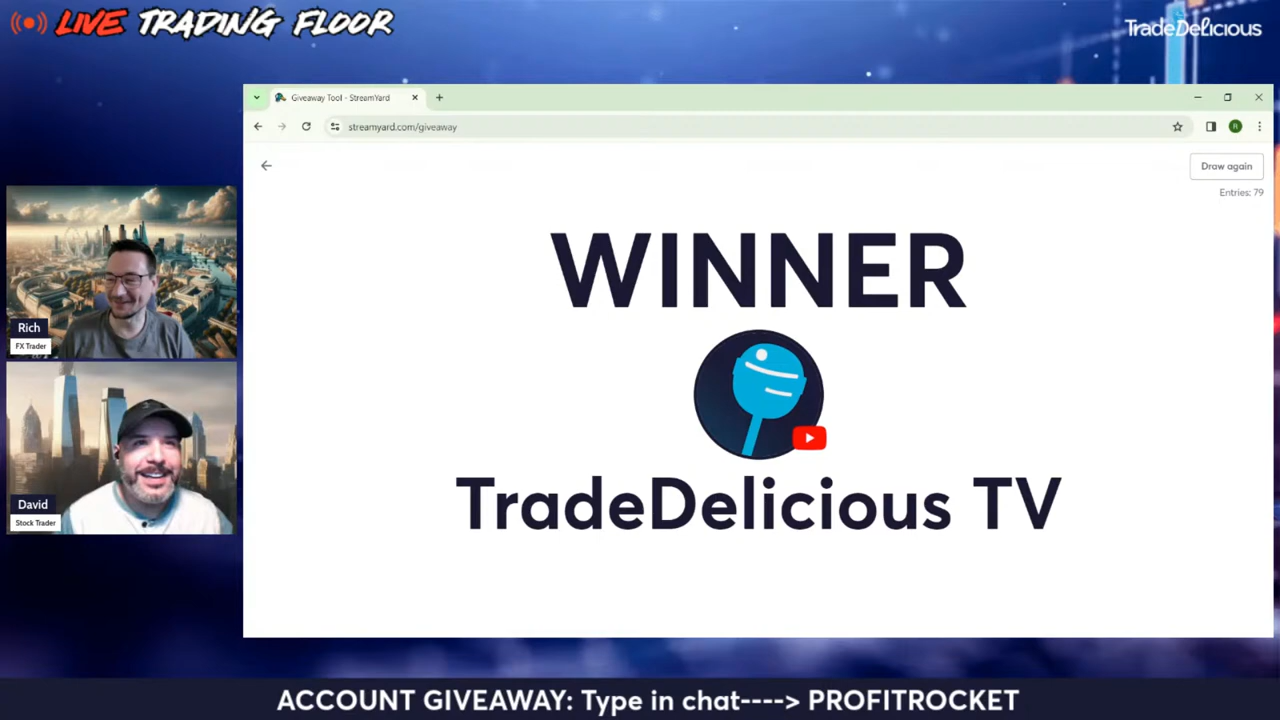 LIVE TRADING FLOOR
TradeDelicious
Giveaway Tool - StreamYard
streamyard.com/giveaway
R
Draw again
Entries: 79
WINNER
TradeDelicious TV
Rich
FX Trader
David
Stock Trader
ACCOUNT GIVEAWAY: Type in chat----> PROFITROCKET